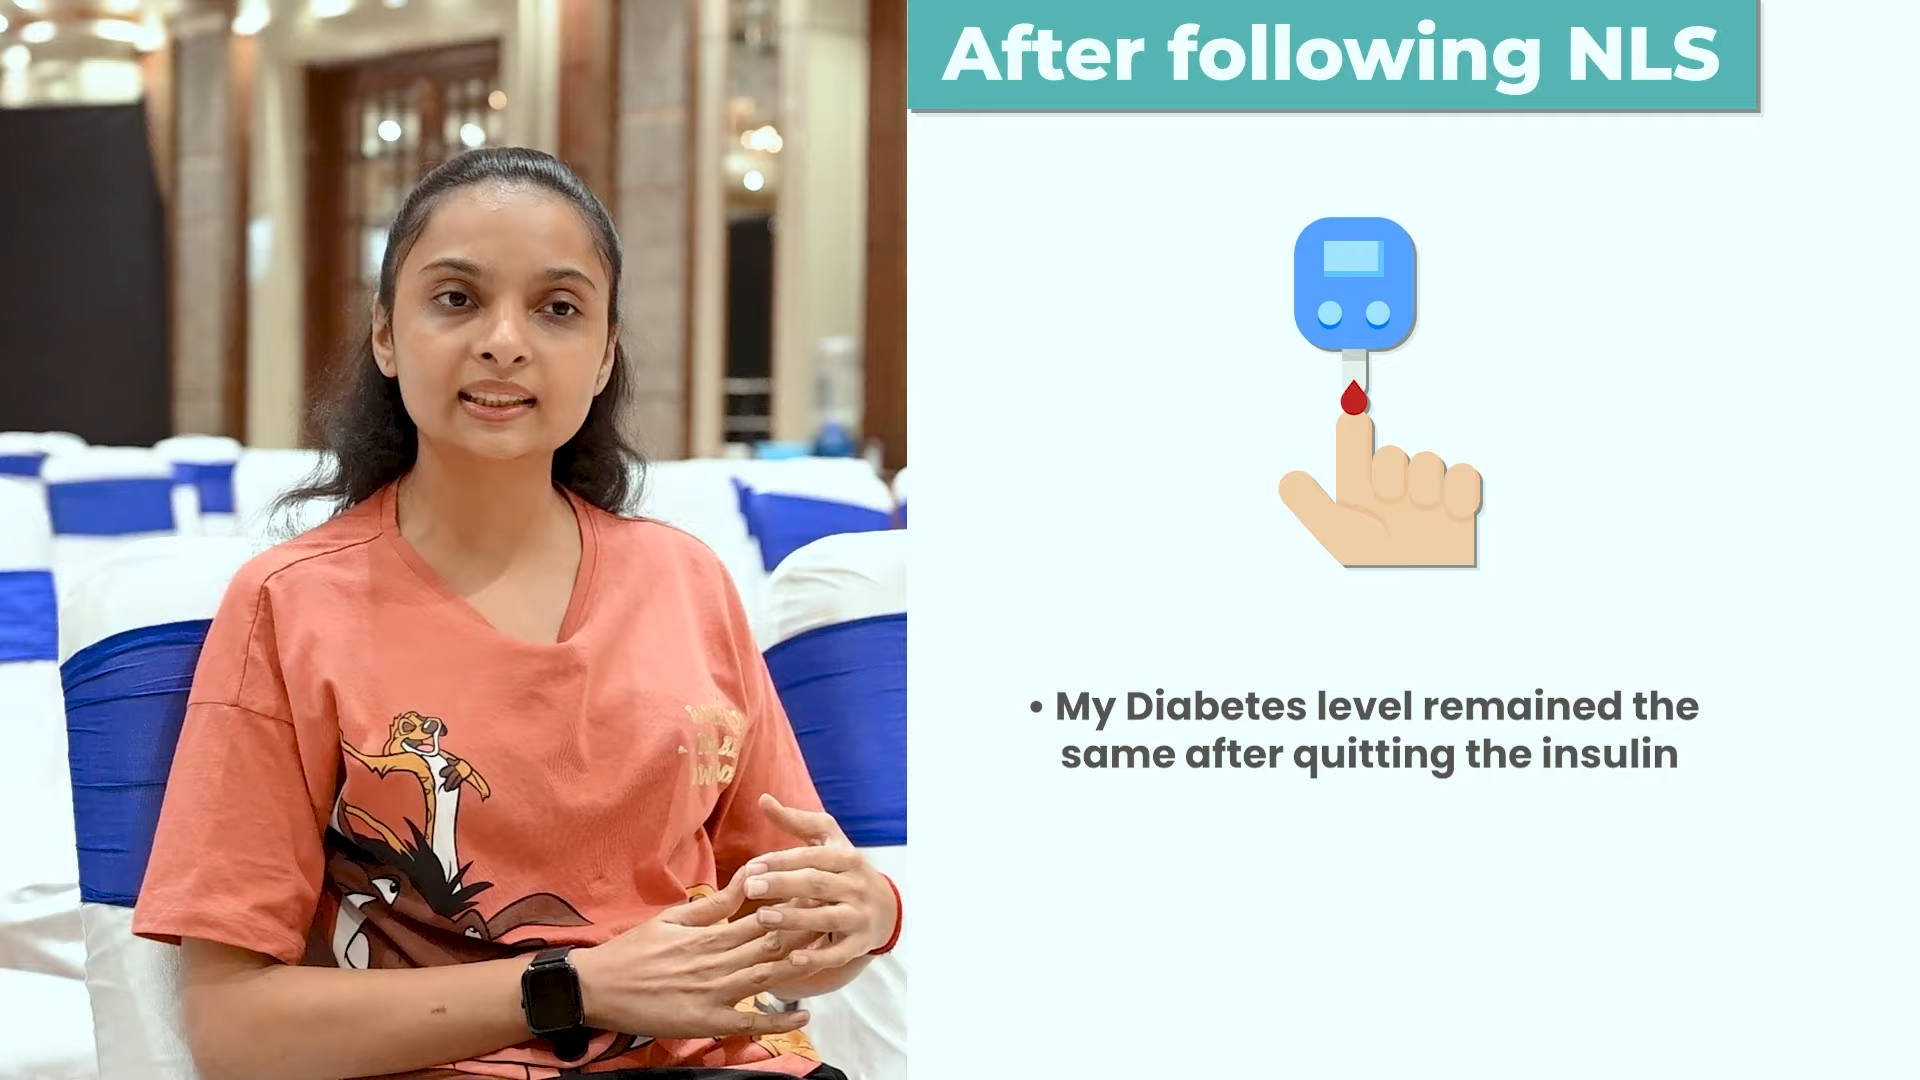 After following NLS
• My Diabetes level remained the
same after quitting the insulin